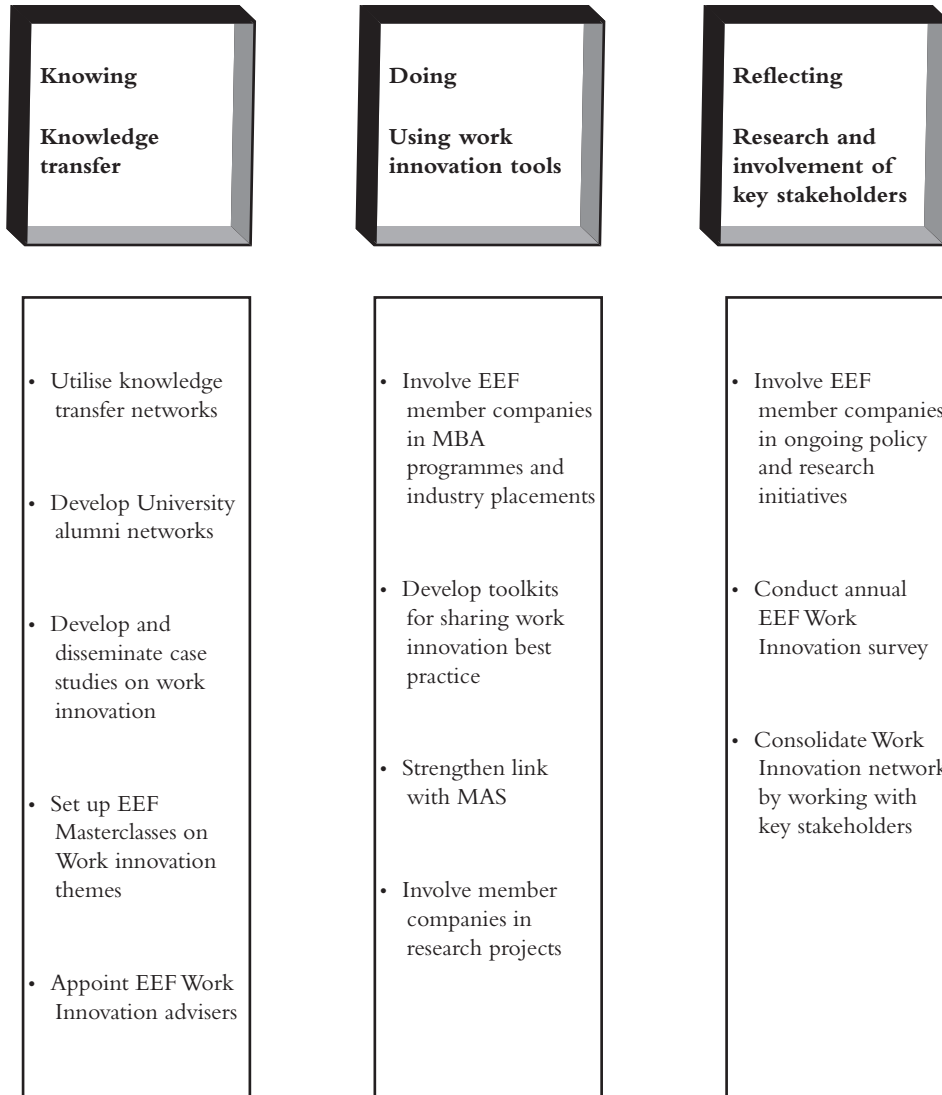 Knowing
Knowledge
transfer
• Utilise knowledge
transfer networks
• Develop University
alumni networks
• Develop and
disseminate case
studies on work
innovation
• Set up EEF
Masterclasses on
Work innovation
themes
• Appoint EEF Work
Innovation advisers
Doing
Using work
innovation tools
• Involve EEF
member companies
in MBA
programmes and
industry placements
• Develop toolkits
for sharing work
innovation best
practice
• Strengthen link
with MAS
• Involve member
companies in
research projects
Reflecting
Research and
involvement of
key stakeholders
• Involve EEF
member companies
in ongoing policy
and research
initiatives
• Conduct annual
EEF Work
Innovation survey
• Consolidate Work
Innovation network
by working with
key stakeholders